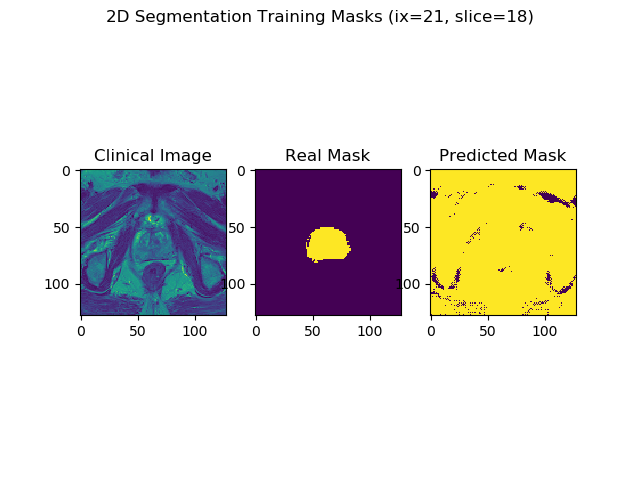 2D Segmentation Training Masks (ix=21, slice=18)
Clinical Image Real Mask Predicted Mask
0 0 0
50 50 50
100 100 100
0 50 100 0 50 100 0 50 100